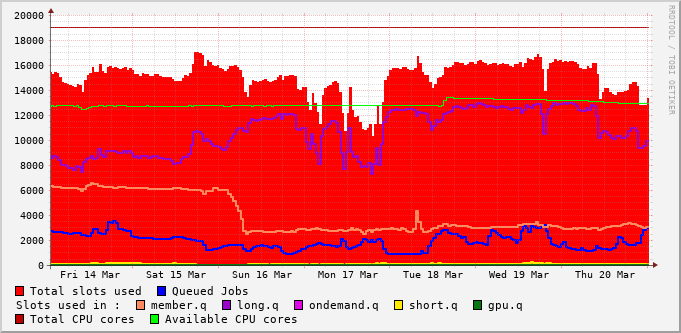 20000
18000
16000
14000
12000
10000
8000
6000
4000
2000
0
Fri 14 Mar Sat 15 Mar Sun 16 Mar Mon 17 Mar Tue 18 Mar Wed 19 Mar Thu 20 Mar
Total slots used Queued Jobs
Slots used in : member.q long.q ondemand.q short.q gpu.q
Total CPU cores Available CPU cores
RRDTOOL / TOBI OETIKER